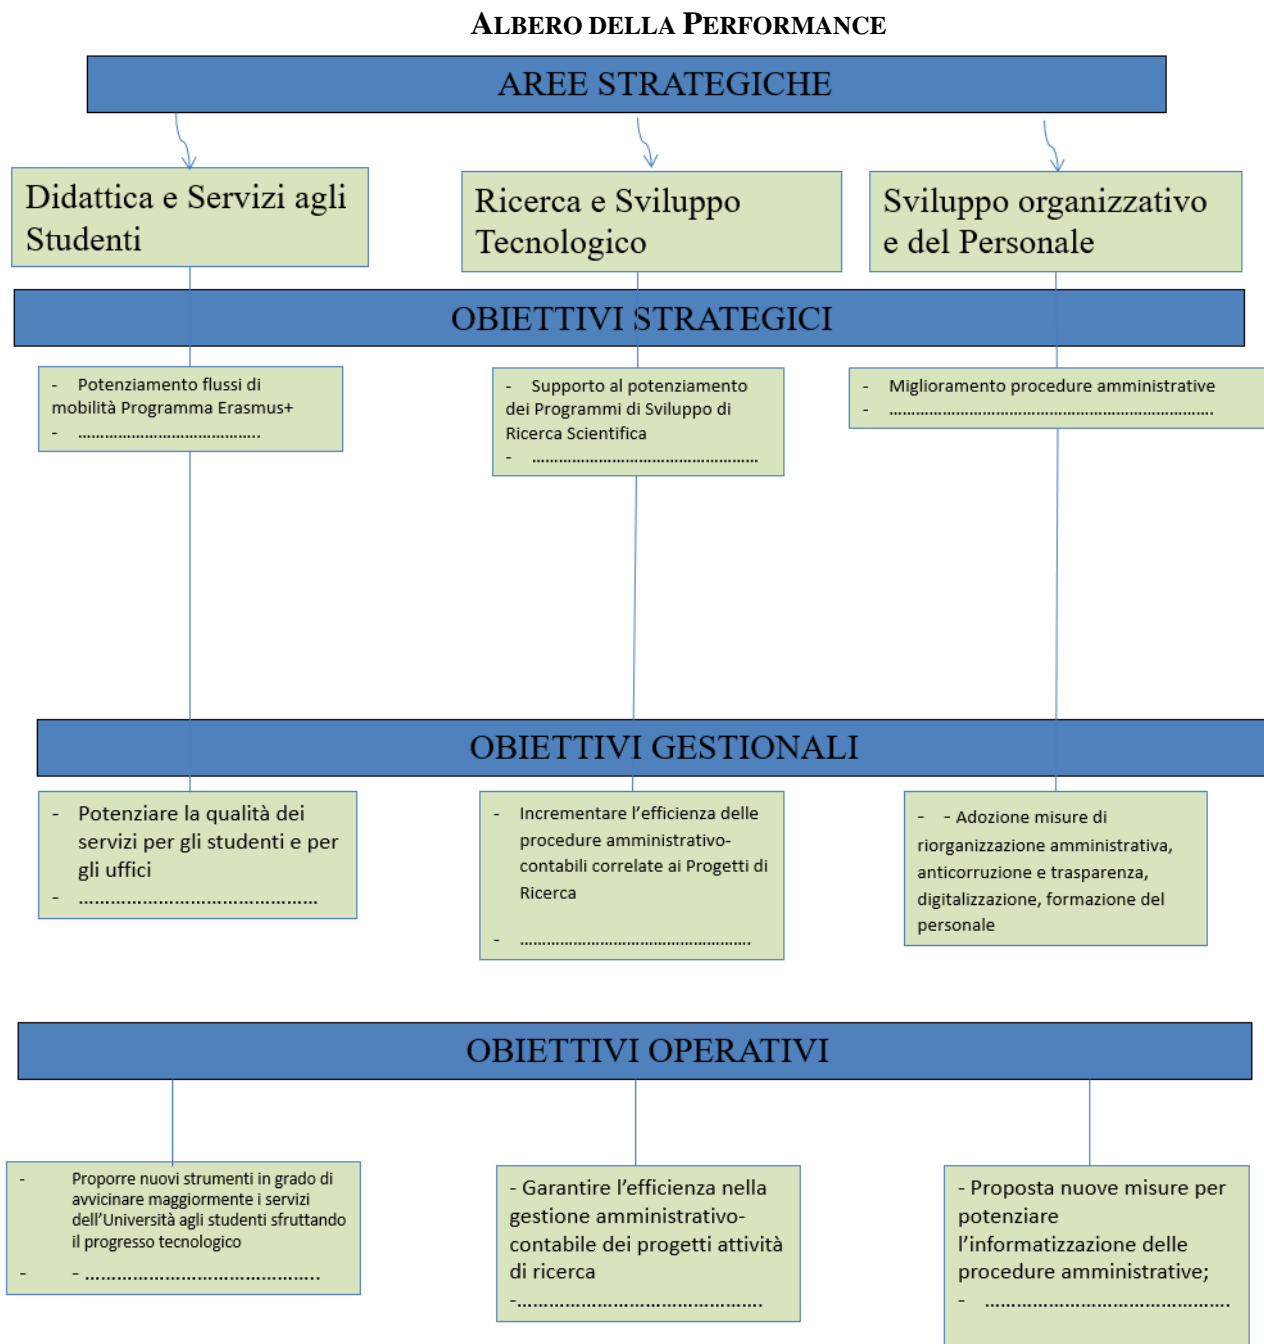 ALBERO DELLA PERFORMANCE
AREE STRATEGICHE
Didattica e Servizi agli
Studenti
Ricerca e Sviluppo
Tecnologico
Sviluppo organizzativo
e del Personale
OBIETTIVI STRATEGICI
- Potenziamento flussi di
mobilità Programma Erasmus+
- …………………………………..
- Supporto al potenziamento
dei Programmi di Sviluppo di
Ricerca Scientifica
- ……………………………………………
- Miglioramento procedure amministrative
- ……………………………………………………………….
OBIETTIVI GESTIONALI
- Potenziare la qualità dei
servizi per gli studenti e per
gli uffici
- ………………………………………
- Incrementare l’efficienza delle
procedure amministrativo-
contabili correlate ai Progetti di
Ricerca
- …………………………………………….
- - Adozione misure di
riorganizzazione amministrativa,
anticorruzione e trasparenza,
digitalizzazione, formazione del
personale
OBIETTIVI OPERATIVI
- Proporre nuovi strumenti in grado di
avvicinare maggiormente i servizi
dell’Università agli studenti sfruttando
il progresso tecnologico
- - ……………………………………..
- Garantire l’efficienza nella
gestione amministrativo-
contabile dei progetti attività
di ricerca
-……………………………………….
- Proposta nuove misure per
potenziare
l’informatizzazione delle
procedure amministrative;
- ……………………………………….